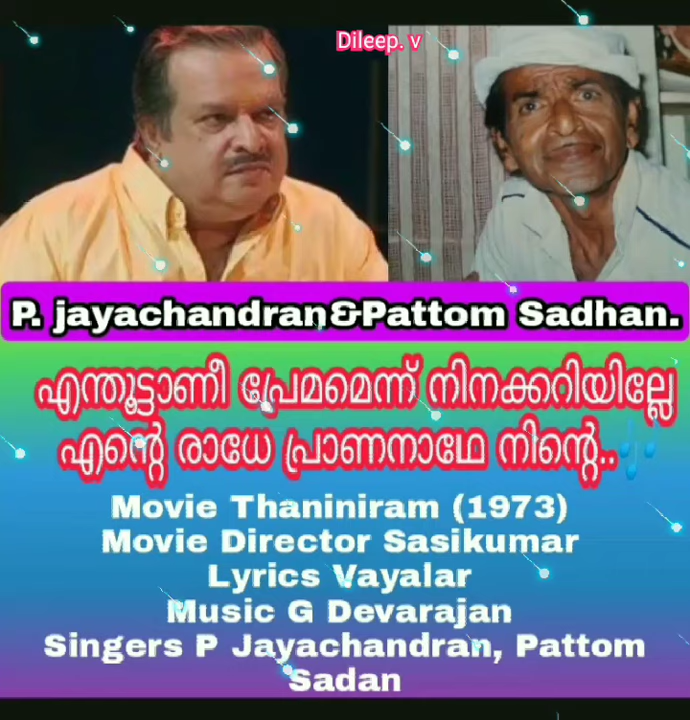 Dileep. v
P. jayachandran&Pattom Sadhan.
എന്തൂട്ടാണീ പ്രേമമെന്ന് നിനക്കറിയില്ലേ
എന്റെ രാധേ പ്രാണനാഥേ നിന്റെ..
Movie Thaniniram (1973)
Movie Director Sasikumar
Lyrics Vayalar
Music G Devarajan
Singers P Jayachandran, Pattom
Sadan